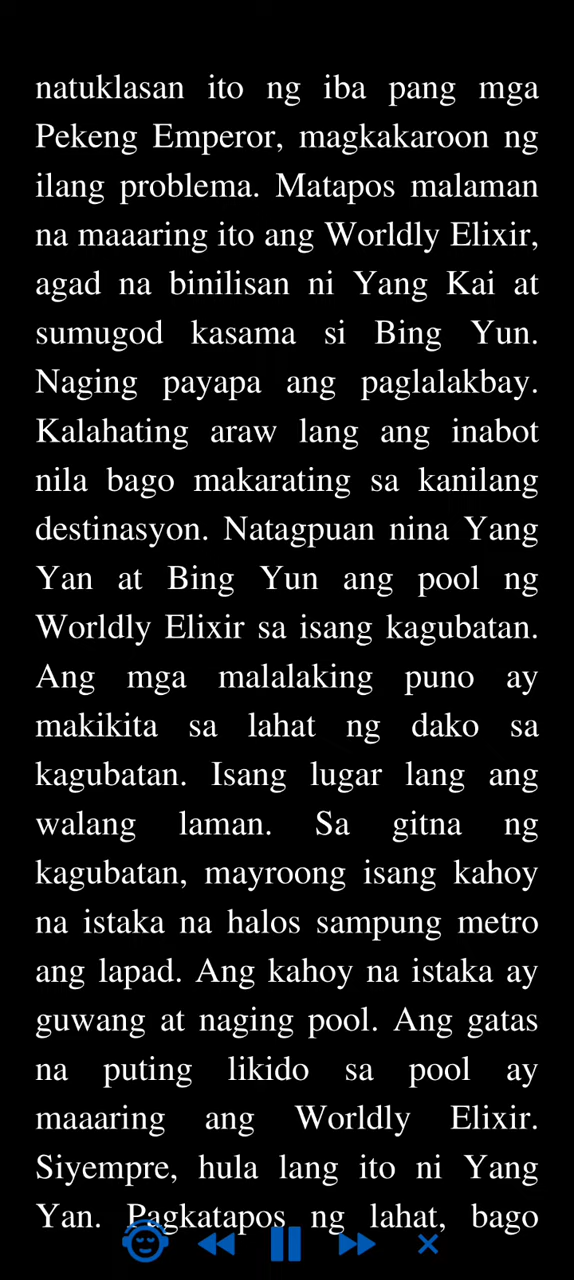 natuklasan ito ng iba pang mga
Pekeng Emperor, magkakaroon ng
ilang problema. Matapos malaman
na maaaring ito ang Worldly Elixir,
agad na binilisan ni Yang Kai at
sumugod kasama si Bing Yun.
Naging payapa ang paglalakbay.
Kalahating araw lang ang inabot
nila bago makarating sa kanilang
destinasyon. Natagpuan nina Yang
Yan at Bing Yun ang pool ng
Worldly Elixir sa isang kagubatan.
Ang mga malalaking puno ay
makikita sa lahat ng dako sa
kagubatan. Isang lugar lang ang
walang laman. Sa gitna ng
kagubatan, mayroong isang kahoy
na istaka na halos sampung metro
ang lapad. Ang kahoy na istaka ay
guwang at naging pool. Ang gatas
na puting likido sa pool ay
maaaring ang Worldly Elixir.
Siyempre, hula lang ito ni Yang
Yan. Pagkatapos ng lahat, bago